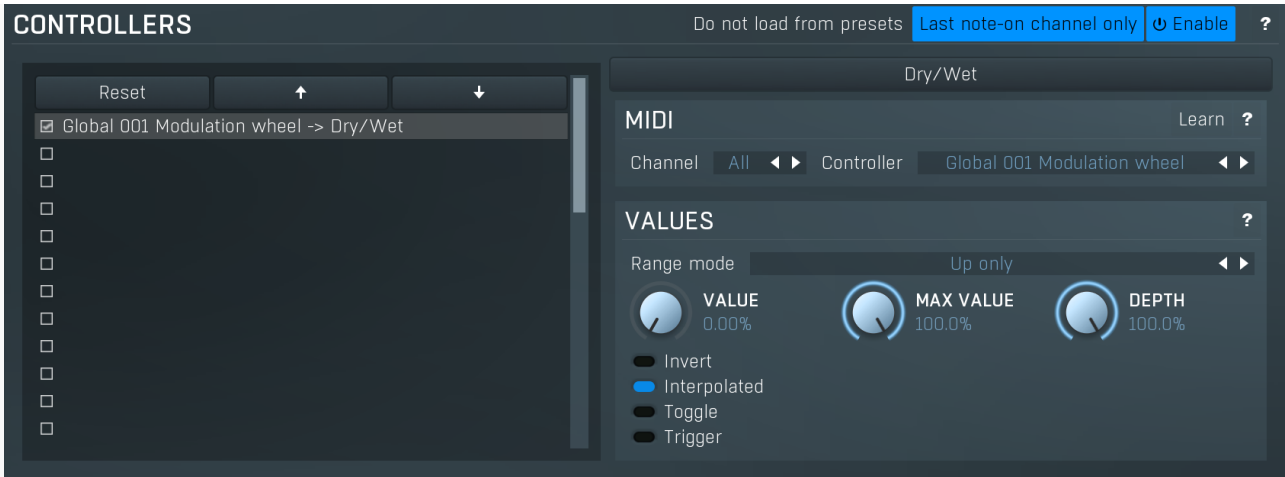 CONTROLLERS
Do not load from presets Last note-on channel only Enable ?
Reset
Global 001 Modulation wheel -> Dry/Wet
Dry/Wet
MIDI Learn ?
Channel All Controller Global 001 Modulation wheel
VALUES ?
Range mode Up only
VALUE MAX VALUE DEPTH
0.00% 100.0% 100.0%
Invert
Interpolated
Toggle
Trigger